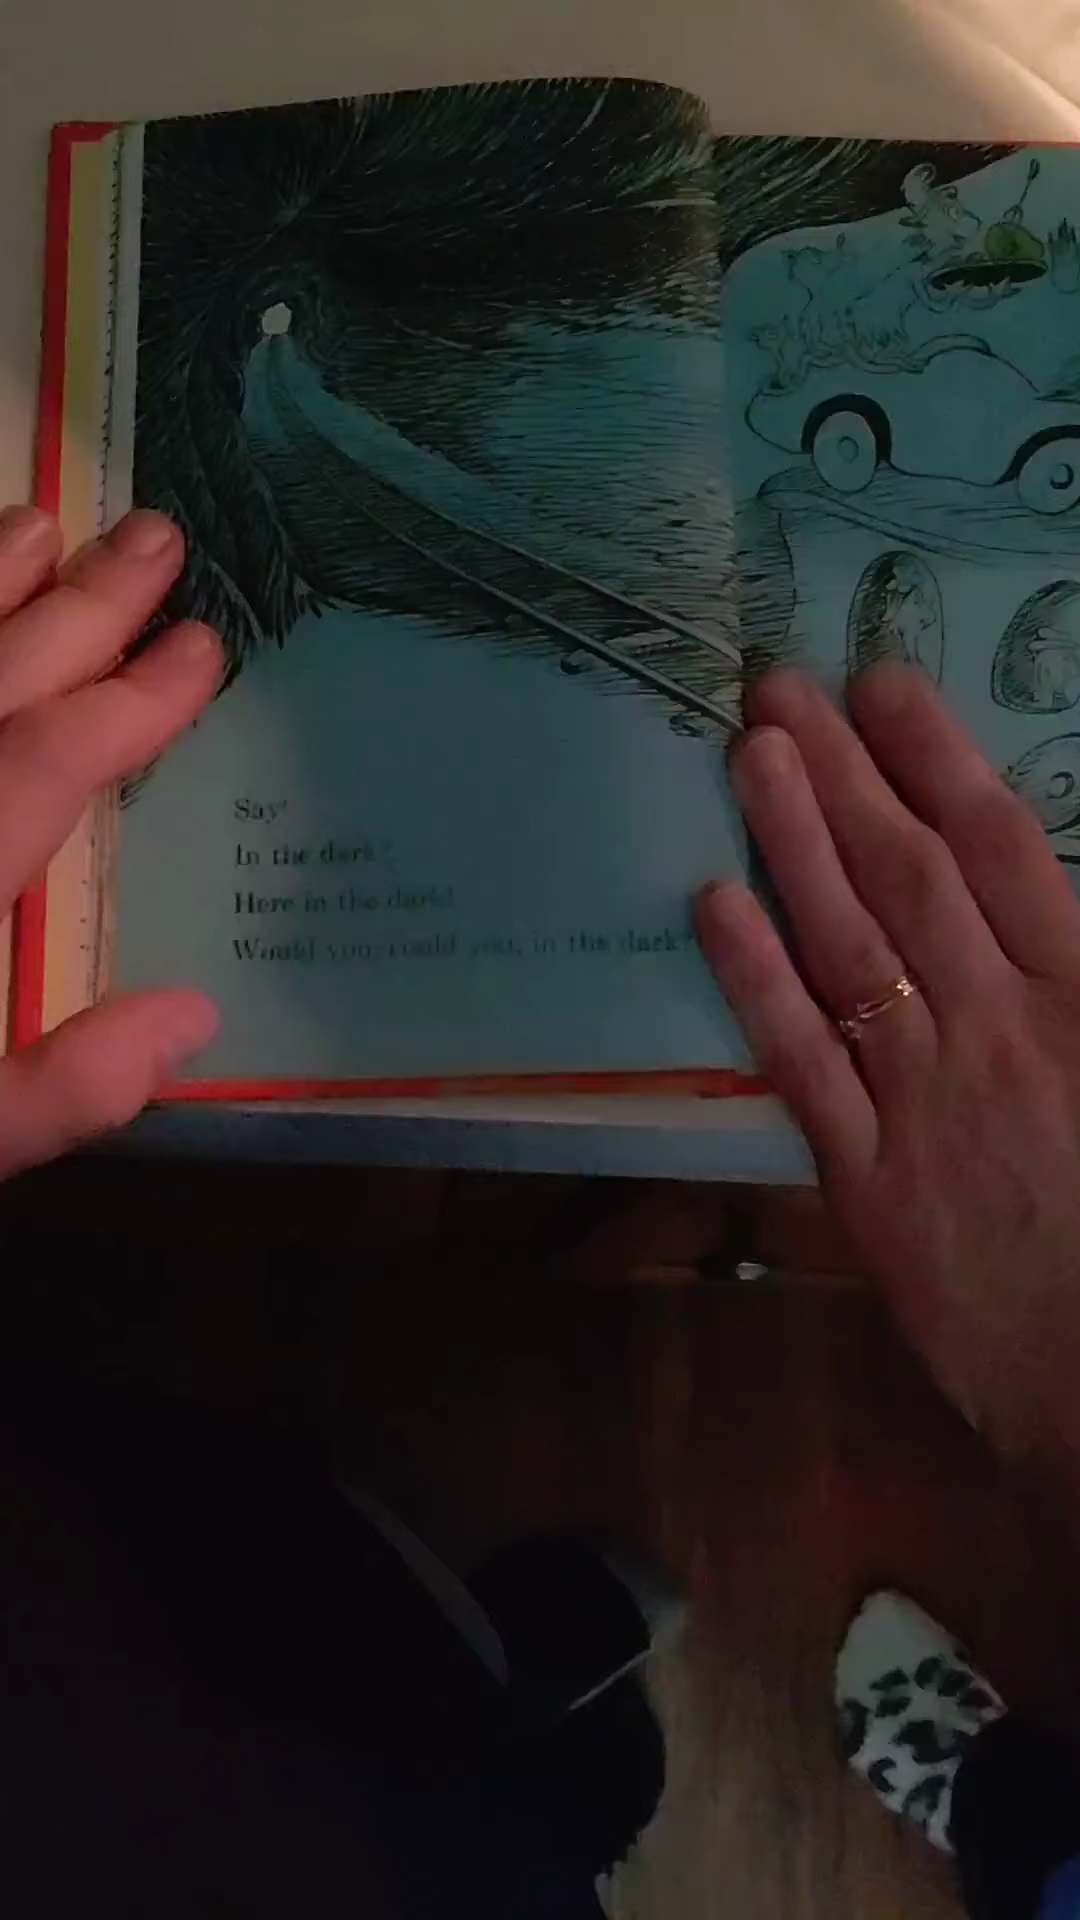 Say!
In the dark?
Here in the dark!
Would you, could you, in the dark?